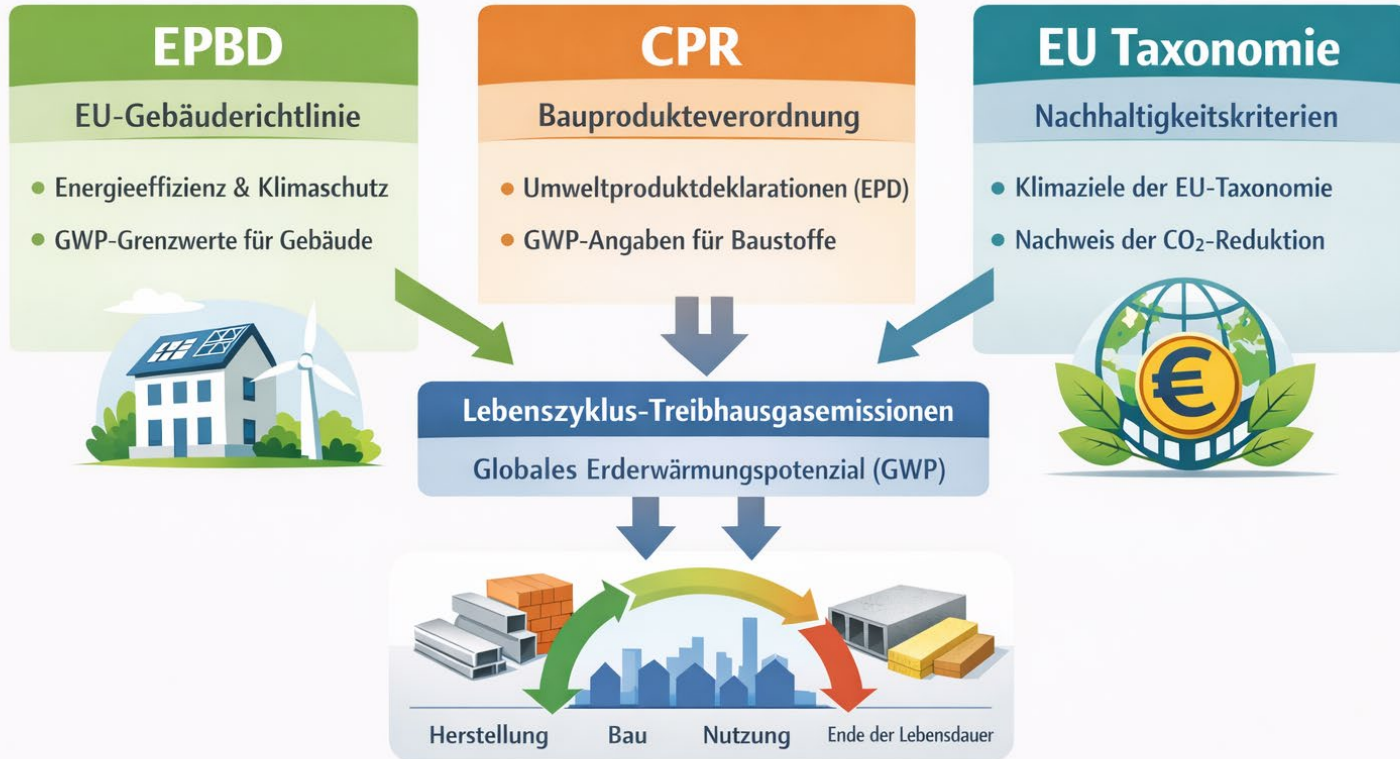 EPBD
EU-Gebäuderichtlinie
Energieeffizienz & Klimaschutz
GWP-Grenzwerte für Gebäude
CPR
Bauprodukteverordnung
Umweltproduktdeklarationen (EPD)
GWP-Angaben für Baustoffe
EU Taxonomie
Nachhaltigkeitskriterien
Klimaziele der EU-Taxonomie
Nachweis der CO₂-Reduktion
Lebenszyklus-Treibhausgasemissionen
Globales Erderwärmungspotenzial (GWP)
Herstellung
Bau
Nutzung
Ende der Lebensdauer